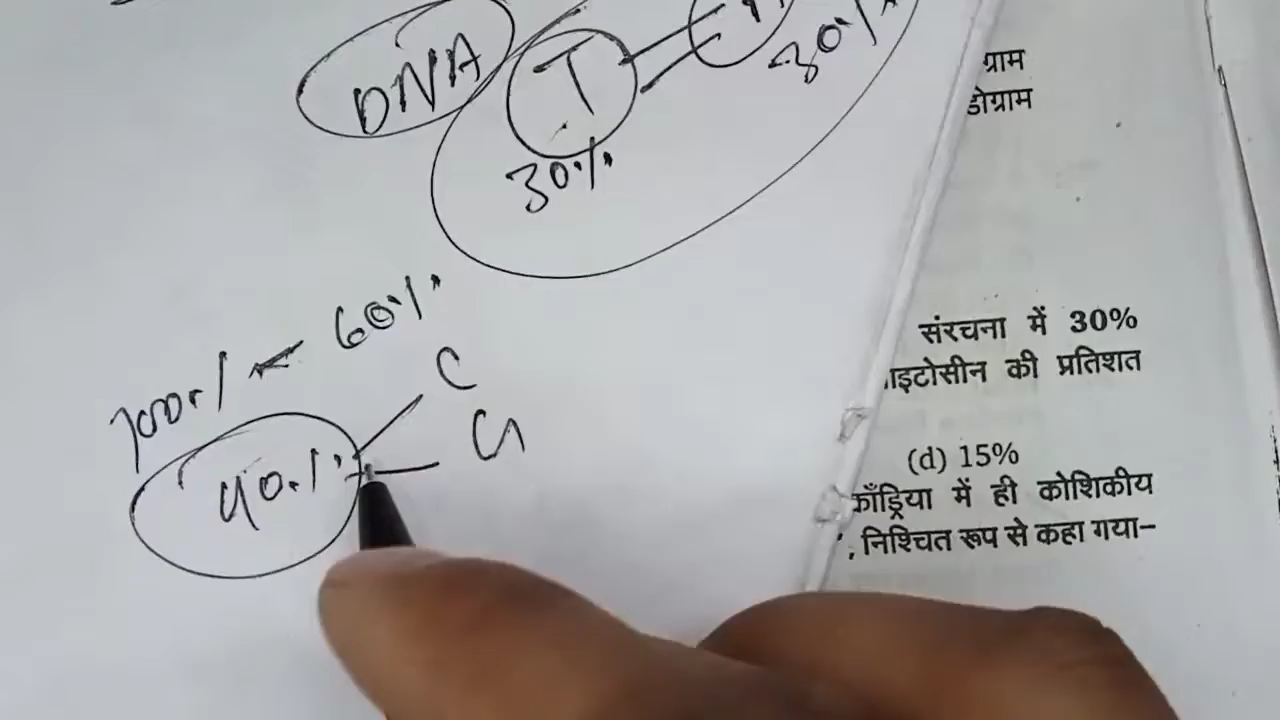 DNA
T
30%
30%
60%
100%
C
40%
G
ग्राम
डोग्राम
संरचना में 30%
ाइटोसीन की प्रतिशत
(d) 15%
कॉंड्रिया में ही कोशिकीय
, निश्चित रूप से कहा गया–